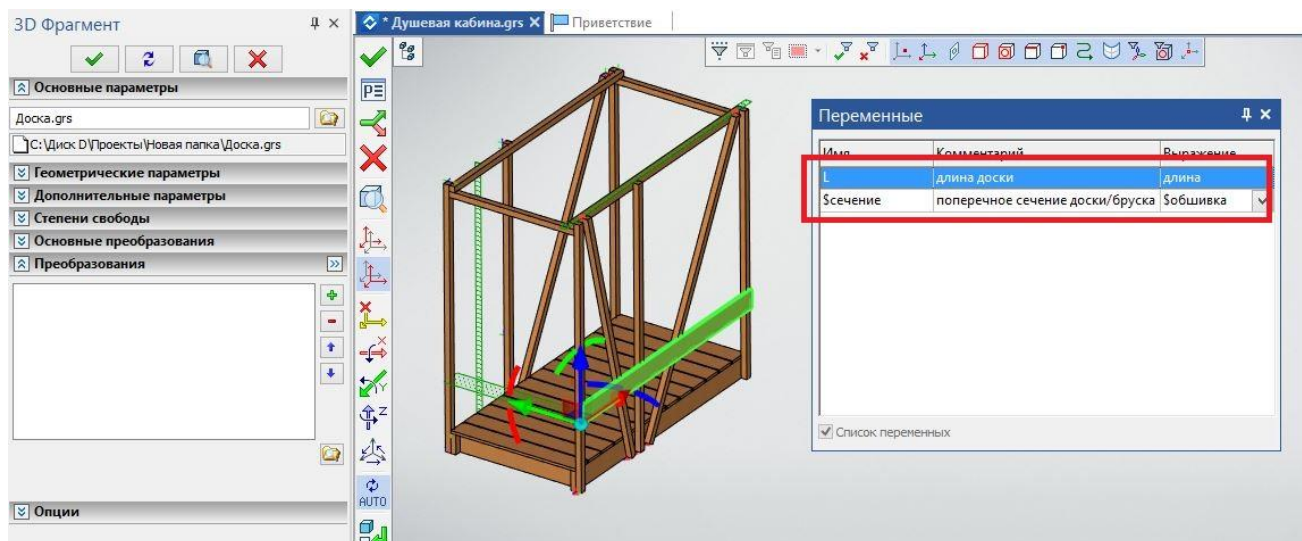 3D Фрагмент
Основные параметры
Доска.grs
C:\Диск D\Проекты\Новая папка\Доска.grs
Геометрические параметры
Дополнительные параметры
Степени свободы
Основные преобразования
Преобразования
Опции
* Душевая кабина.grs
Приветствие
AUTO
Переменные
Имя Комментарий Выражение
L длина доски длина
$сечение поперечное сечение доски/бруска $обшивка
Список переменных